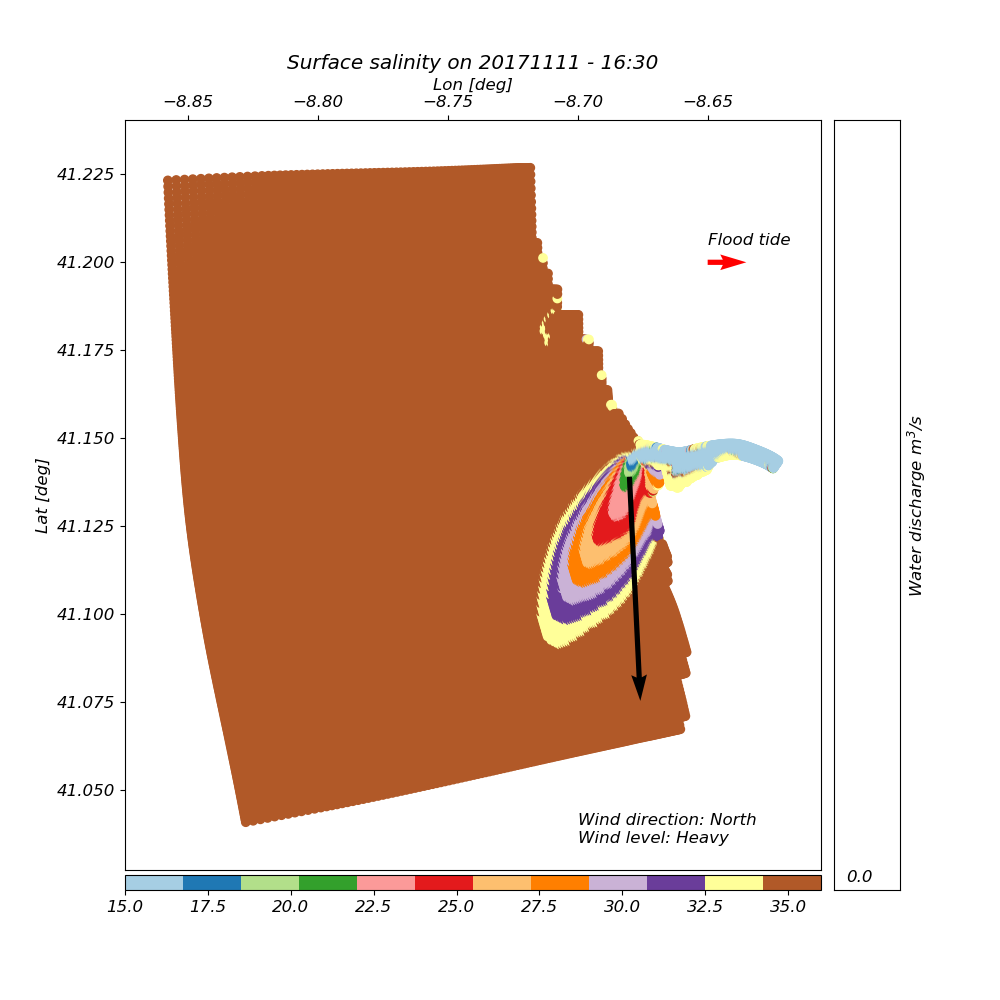 Surface salinity on 20171111 - 16:30
Lon [deg]
−8.85 −8.80 −8.75 −8.70 −8.65
41.225
41.200
41.175
41.150
41.125
41.100
41.075
41.050
Lat [deg]
Flood tide
Wind direction: North
Wind level: Heavy
Water discharge m³/s
0.0
15.0 17.5 20.0 22.5 25.0 27.5 30.0 32.5 35.0